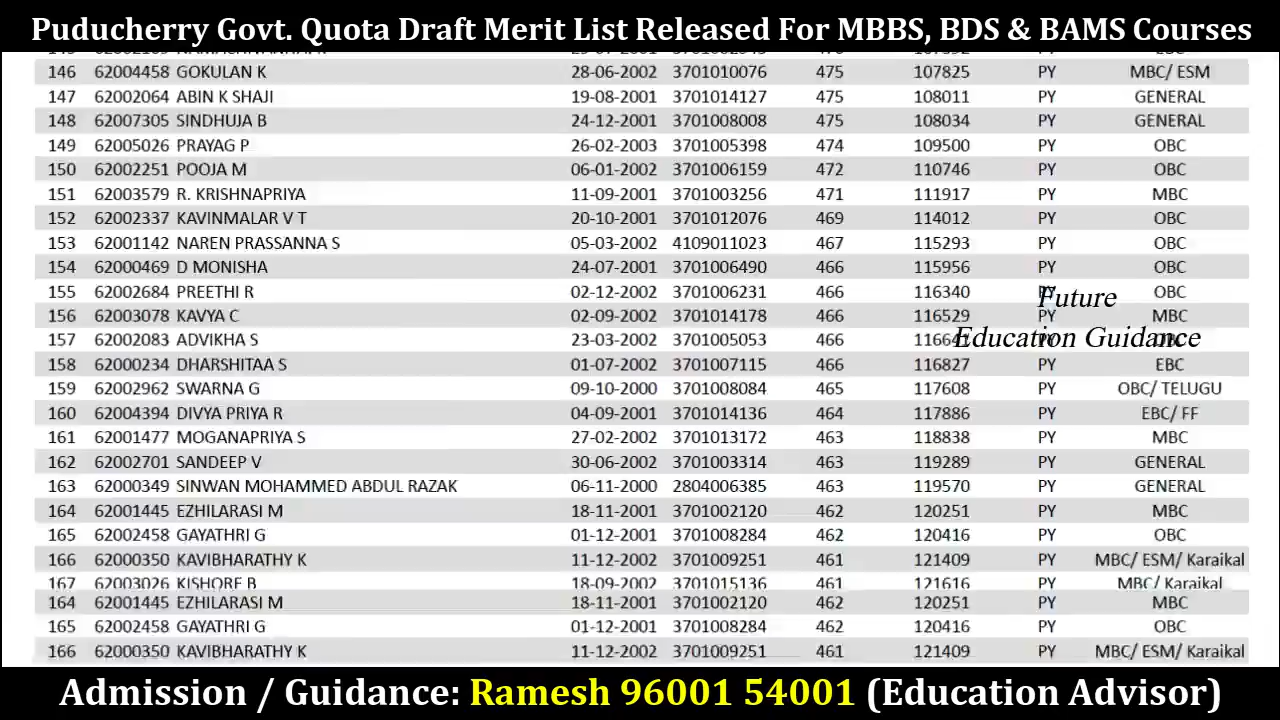 Puducherry Govt. Quota Draft Merit List Released For MBBS, BDS & BAMS Courses
146 62004458 GOKULAN K 28-06-2002 3701010076 475 107825 PY MBC/ ESM
147 62002064 ABIN K SHAJI 19-08-2001 3701014127 475 108011 PY GENERAL
148 62007305 SINDHUJA B 24-12-2001 3701008008 475 108034 PY GENERAL
149 62005026 PRAYAG P 26-02-2003 3701005398 474 109500 PY OBC
150 62002251 POOJA M 06-01-2002 3701006159 472 110746 PY OBC
151 62003579 R. KRISHNAPRIYA 11-09-2001 3701003256 471 111917 PY MBC
152 62002337 KAVINMALAR V T 20-10-2001 3701012076 469 114012 PY OBC
153 62001142 NAREN PRASSANNA S 05-03-2002 4109011023 467 115293 PY OBC
154 62000469 D MONISHA 24-07-2001 3701006490 466 115956 PY OBC
155 62002684 PREETHI R 02-12-2002 3701006231 466 116340 PY OBC
Future
156 62003078 KAVYA C 02-09-2002 3701014178 466 116529 PY MBC
157 62002083 ADVIKHA S 23-03-2002 3701005053 466
Education Guidance
158 62000234 DHARSHITAA S 01-07-2002 3701007115 466 116827 PY EBC
159 62002962 SWARNA G 09-10-2000 3701008084 465 117608 PY OBC/ TELUGU
160 62004394 DIVYA PRIYA R 04-09-2001 3701014136 464 117886 PY EBC/ FF
161 62001477 MOGANAPRIYA S 27-02-2002 3701013172 463 118838 PY MBC
162 62002701 SANDEEP V 30-06-2002 3701003314 463 119289 PY GENERAL
163 62000349 SINWAN MOHAMMED ABDUL RAZAK 06-11-2000 2804006385 463 119570 PY GENERAL
164 62001445 EZHILARASI M 18-11-2001 3701002120 462 120251 PY MBC
165 62002458 GAYATHRI G 01-12-2001 3701008284 462 120416 PY OBC
166 62000350 KAVIBHARATHY K 11-12-2002 3701009251 461 121409 PY MBC/ ESM/ Karaikal
167 62003026 KISHORE B 18-09-2002 3701015136 461 121616 PY MBC/ Karaikal
164 62001445 EZHILARASI M 18-11-2001 3701002120 462 120251 PY MBC
165 62002458 GAYATHRI G 01-12-2001 3701008284 462 120416 PY OBC
166 62000350 KAVIBHARATHY K 11-12-2002 3701009251 461 121409 PY MBC/ ESM/ Karaikal
Admission / Guidance: Ramesh 96001 54001 (Education Advisor)